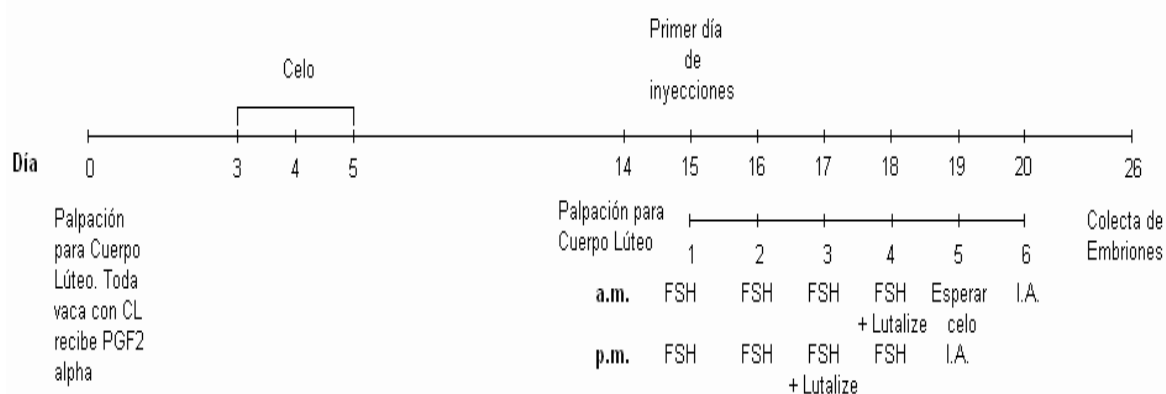 Primer día
de
inyecciones
Celo
Día 0 3 4 5 14 15 16 17 18 19 20 26
Palpación
para Cuerpo
Lúteo. Toda
vaca con CL
recibe PGF2
alpha
Palpación para
Cuerpo Lúteo
1 2 3 4 5 6
Colecta de
Embriones
a.m. FSH FSH FSH FSH Esperar I.A.
+ Lutalize celo
p.m. FSH FSH FSH FSH I.A.
+ Lutalize